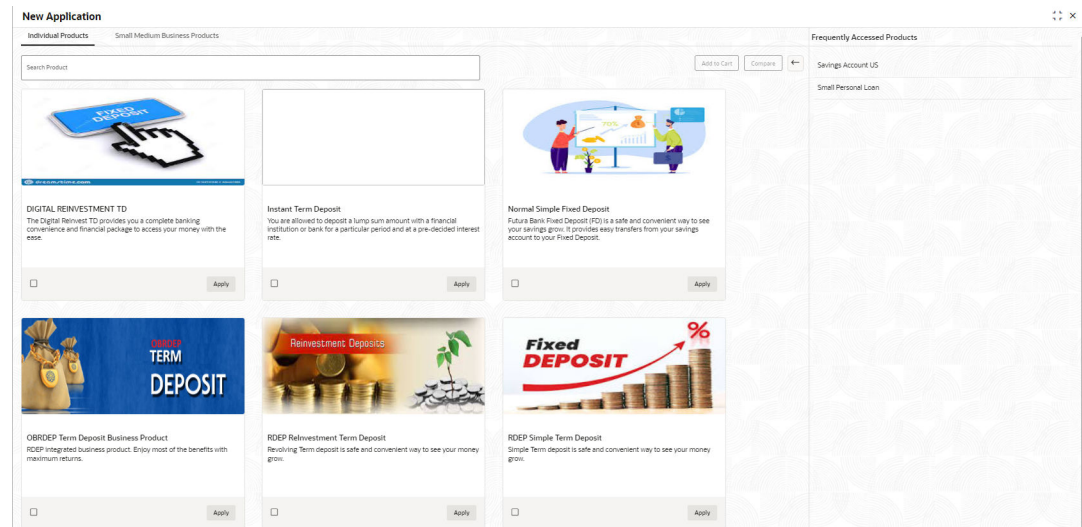 New Application
Individual Products
Small Medium Business Products
Frequently Accessed Products
Search Product
Add to Cart
Compare
Savings Account US
Small Personal Loan
FIXED
DEPOSIT
70%
$
DIGITAL REINVESTMENT TD
The Digital Reinvest TD provides you a complete banking
convenience and financial package to access your money with the
ease.
Instant Term Deposit
You are allowed to deposit a lump sum amount with a financial
institution or bank for a particular period and at a pre-decided interest
rate.
Normal Simple Fixed Deposit
Futura Bank Fixed Deposit (FD) is a safe and convenient way to see
your savings grow. It provides easy transfers from your savings
account to your Fixed Deposit.
Apply
Apply
Apply
OBRDEP
TERM
DEPOSIT
Reinvestment Deposits
%
Fixed
DEPOSIT
OBRDEP Term Deposit Business Product
RDEP integrated business product. Enjoy most of the benefits with
maximum returns.
RDEP ReInvestment Term Deposit
Revolving Term deposit is safe and convenient way to see your money
grow.
RDEP Simple Term Deposit
Simple Term deposit is safe and convenient way to see your money
grow.
Apply
Apply
Apply